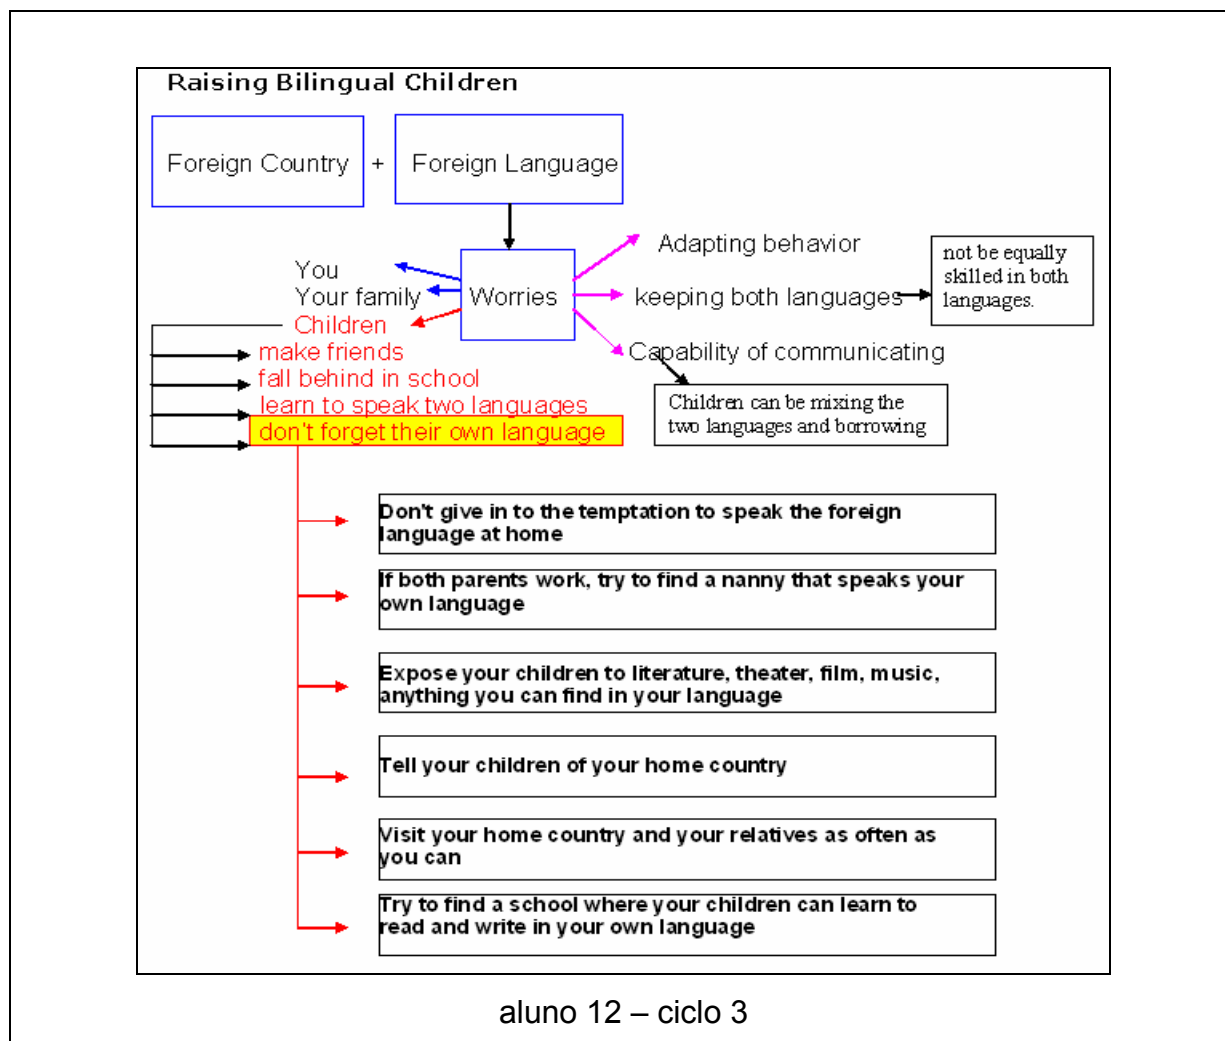 Raising Bilingual Children
Foreign Country + Foreign Language
Worries
You
Your family
Children
make friends
fall behind in school
learn to speak two languages
don't forget their own language
Adapting behavior
keeping both languages
not be equally
skilled in both
languages.
Capability of communicating
Children can be mixing the
two languages and borrowing
Don't give in to the temptation to speak the foreign
language at home
If both parents work, try to find a nanny that speaks your
own language
Expose your children to literature, theater, film, music,
anything you can find in your language
Tell your children of your home country
Visit your home country and your relatives as often as
you can
Try to find a school where your children can learn to
read and write in your own language
aluno 12 – ciclo 3